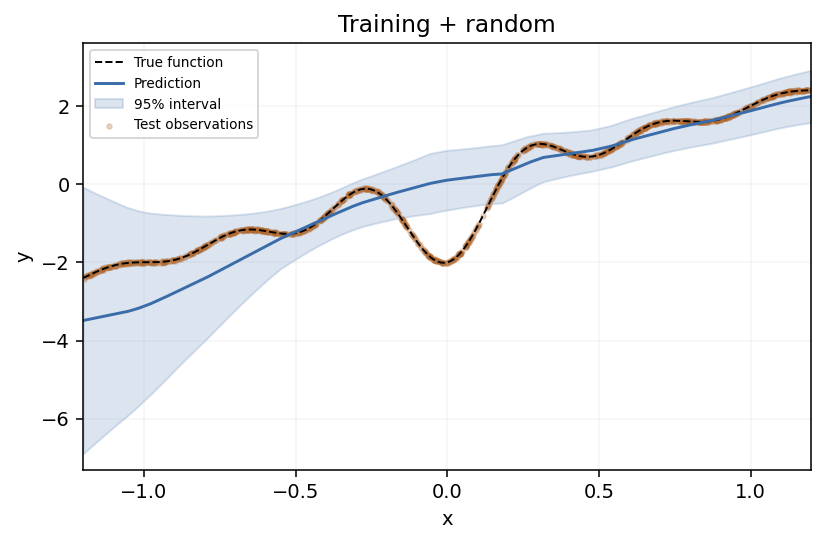 Training + random
True function
Prediction
95% interval
Test observations
y
2
0
−2
−4
−6
−1.0
−0.5
0.0
0.5
1.0
x